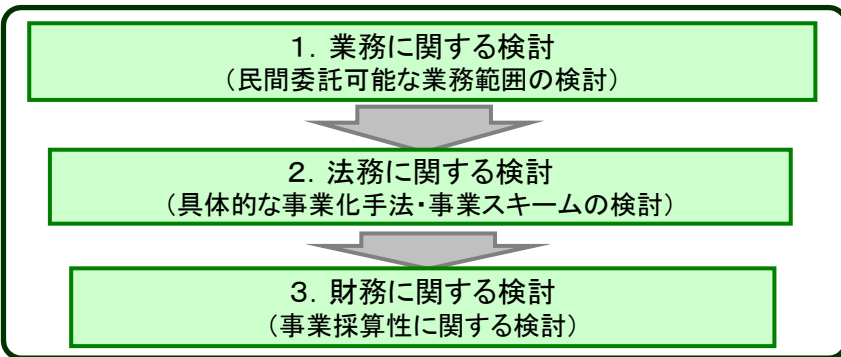 １．業務に関する検討
（民間委託可能な業務範囲の検討）
２．法務に関する検討
（具体的な事業化手法・事業スキームの検討）
３．財務に関する検討
（事業採算性に関する検討）